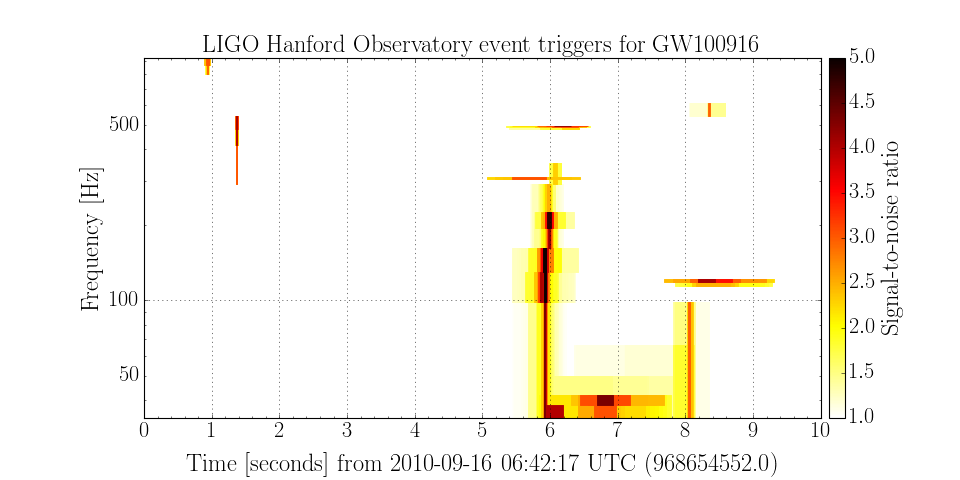 LIGO Hanford Observatory event triggers for GW100916
Frequency [Hz]
500
100
50
0 1 2 3 4 5 6 7 8 9 10
Time [seconds] from 2010-09-16 06:42:17 UTC (968654552.0)
5.0
4.5
4.0
3.5
3.0
2.5
2.0
1.5
1.0
Signal-to-noise ratio